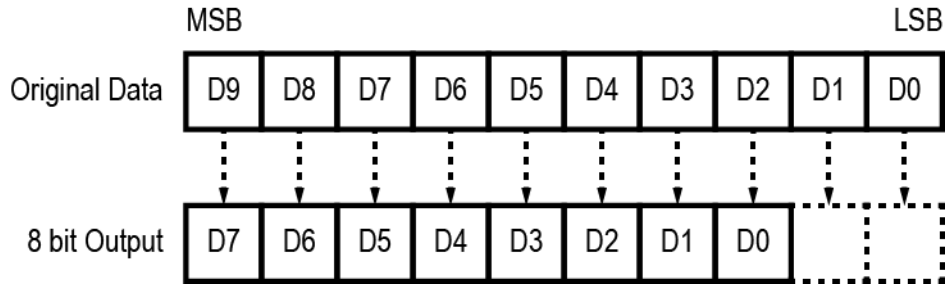 MSB LSB
Original Data D9 D8 D7 D6 D5 D4 D3 D2 D1 D0
8 bit Output D7 D6 D5 D4 D3 D2 D1 D0